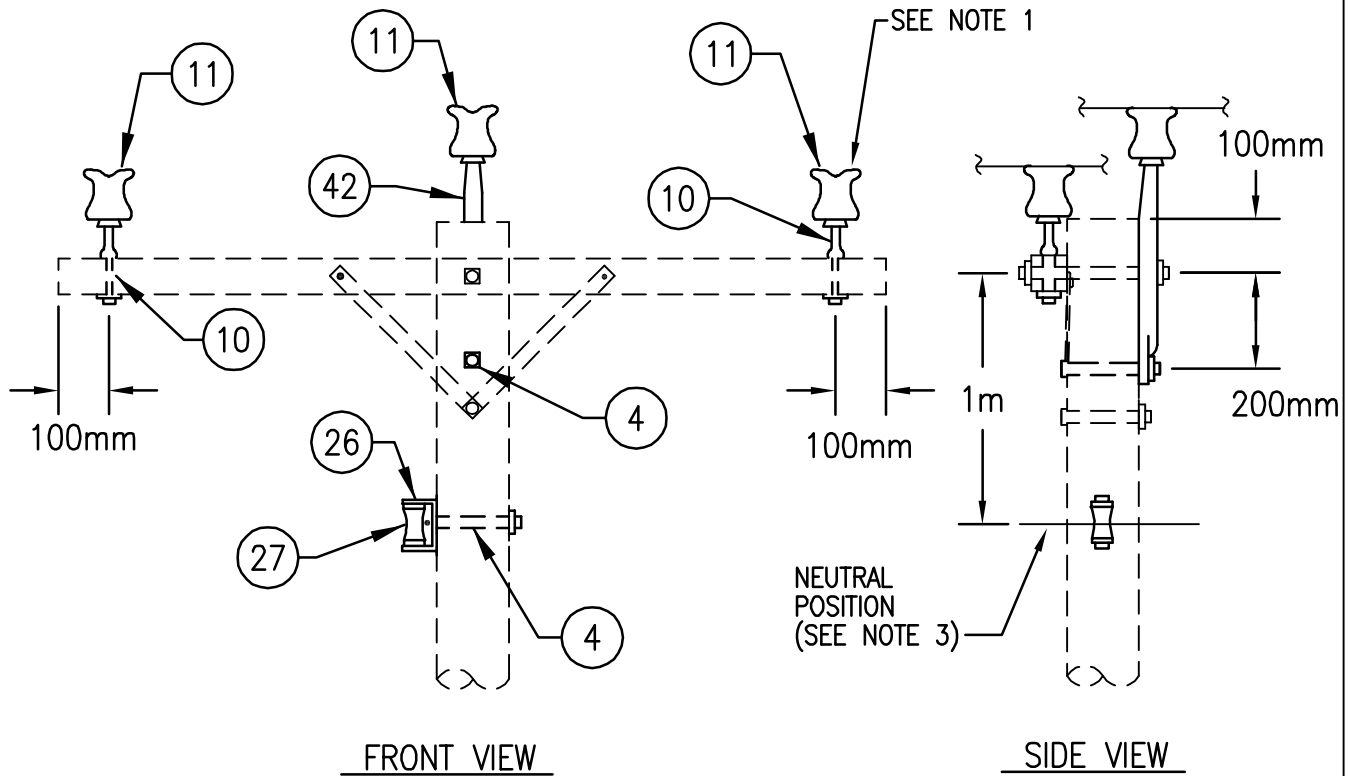 SEE NOTE 1
11
11
11
42
10
10
100mm
100mm
200mm
1m
100mm
100mm
4
26
27
4
NEUTRAL
POSITION
(SEE NOTE 3)
FRONT VIEW
SIDE VIEW